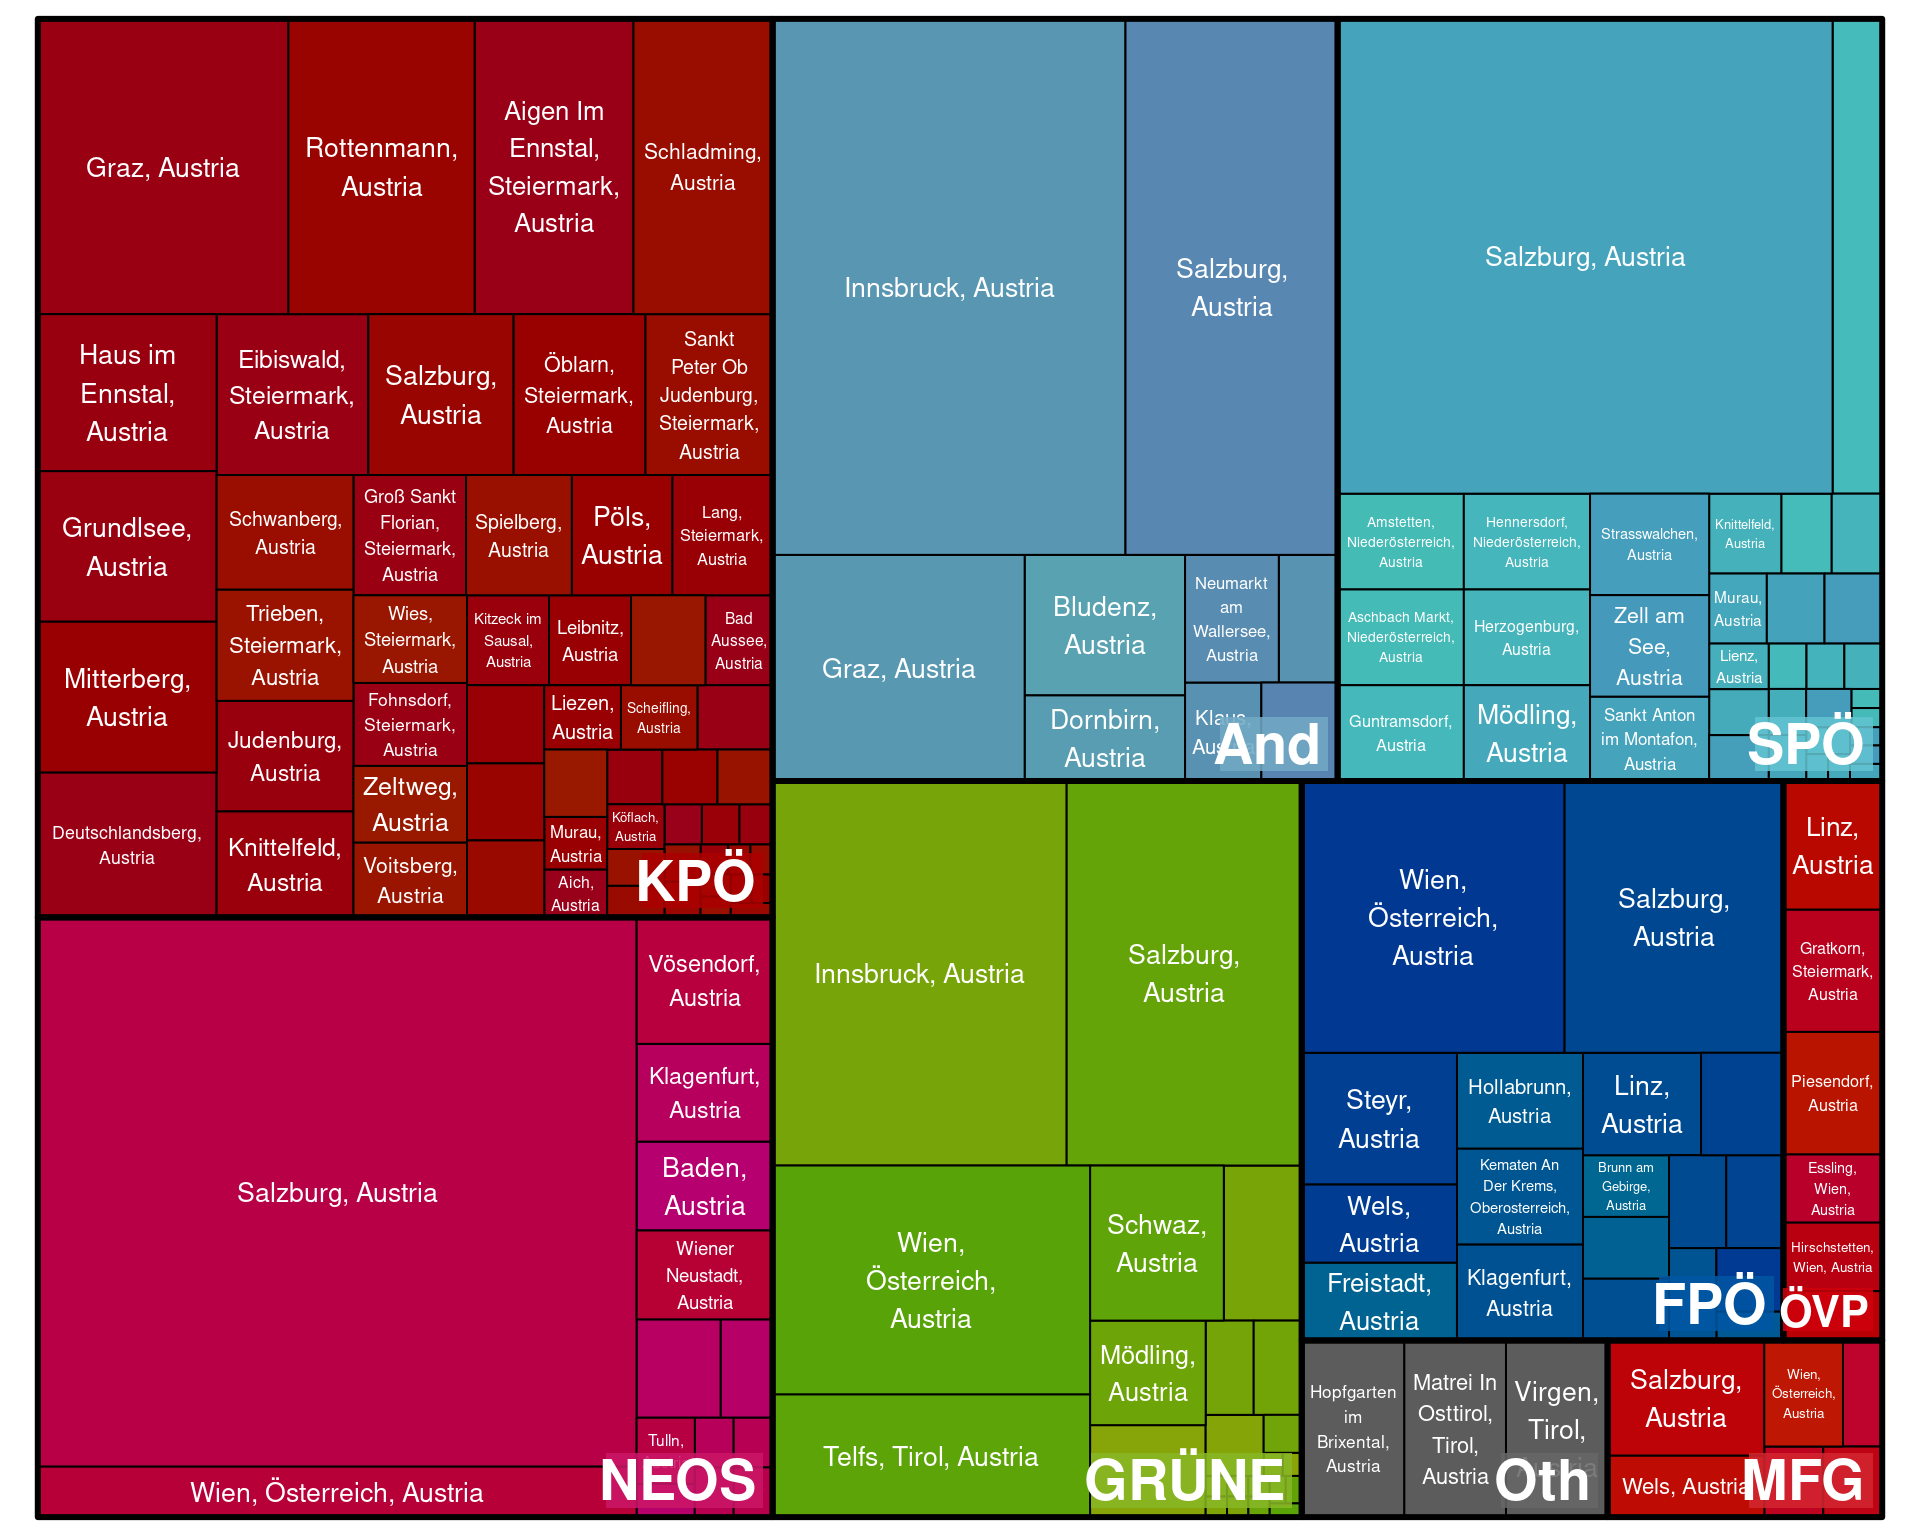 Graz, Austria
Rottenmann,
Austria
Aigen Im
Ennstal,
Steiermark,
Austria
Schladming,
Austria
Haus im
Ennstal,
Austria
Eibiswald,
Steiermark,
Austria
Salzburg,
Austria
Öblarn,
Steiermark,
Austria
Sankt
Peter Ob
Judenburg,
Steiermark,
Austria
Grundlsee,
Austria
Schwanberg,
Austria
Groß Sankt
Florian,
Steiermark,
Austria
Spielberg,
Austria
Pöls,
Austria
Lang,
Steiermark,
Austria
Mitterberg,
Austria
Trieben,
Steiermark,
Austria
Wies,
Steiermark,
Austria
Kitzeck im
Sausal,
Austria
Leibnitz,
Austria
Bad
Aussee,
Austria
Judenburg,
Austria
Fohnsdorf,
Steiermark,
Austria
Liezen,
Austria
Scheifling,
Austria
Deutschlandsberg,
Austria
Knittelfeld,
Austria
Zeltweg,
Austria
Voitsberg,
Austria
Murau,
Austria
Aich,
Austria
Köflach,
Austria
KPÖ
Salzburg, Austria
Vösendorf,
Austria
Klagenfurt,
Austria
Baden,
Austria
Wiener
Neustadt,
Austria
Tulln,
Wien, Österreich, Austria
NEOS
Innsbruck, Austria
Salzburg,
Austria
Graz, Austria
Bludenz,
Austria
Dornbirn,
Austria
Neumarkt
am
Wallersee,
Austria
Klaus,
Austria
And
Salzburg, Austria
Amstetten,
Niederösterreich,
Austria
Hennersdorf,
Niederösterreich,
Austria
Strasswalchen,
Austria
Knittelfeld,
Austria
Aschbach Markt,
Niederösterreich,
Austria
Herzogenburg,
Austria
Zell am
See,
Austria
Murau,
Austria
Lienz,
Austria
Guntramsdorf,
Austria
Mödling,
Austria
Sankt Anton
im Montafon,
Austria
SPÖ
Innsbruck, Austria
Salzburg,
Austria
Wien,
Österreich,
Austria
Schwaz,
Austria
Mödling,
Austria
Telfs, Tirol, Austria
GRÜNE
Wien,
Österreich,
Austria
Salzburg,
Austria
Steyr,
Austria
Hollabrunn,
Austria
Linz,
Austria
Wels,
Austria
Kematen An
Der Krems,
Oberosterreich,
Austria
Brunn am
Gebirge,
Austria
Freistadt,
Austria
Klagenfurt,
Austria
FPÖ
Linz,
Austria
Gratkorn,
Steiermark,
Austria
Piesendorf,
Austria
Essling,
Wien,
Austria
Hirschstetten,
Wien, Austria
ÖVP
Hopfgarten
im
Brixental,
Austria
Matrei In
Osttirol,
Tirol,
Austria
Virgen,
Tirol,
Austria
Oth
Salzburg,
Austria
Wien,
Österreich,
Austria
Wels, Austria
MFG